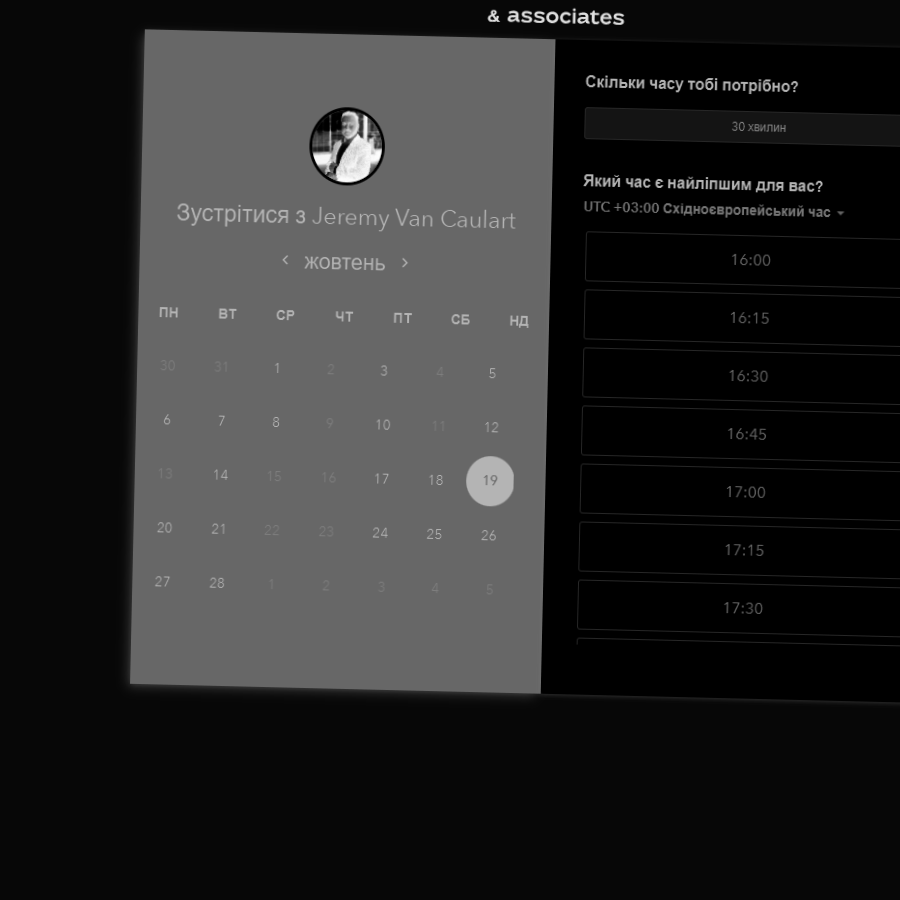 & associates
Зустрітися з Jeremy Van Caulart
жовтень
ПН ВТ СР ЧТ ПТ СБ НД
30 31 1 2 3 4 5
6 7 8 9 10 11 12
13 14 15 16 17 18 19
20 21 22 23 24 25 26
27 28 1 2 3 4 5
Скільки часу тобі потрібно?
30 хвилин
Який час є найліпшим для вас?
UTC +03:00 Східноєвропейський час
16:00
16:15
16:30
16:45
17:00
17:15
17:30